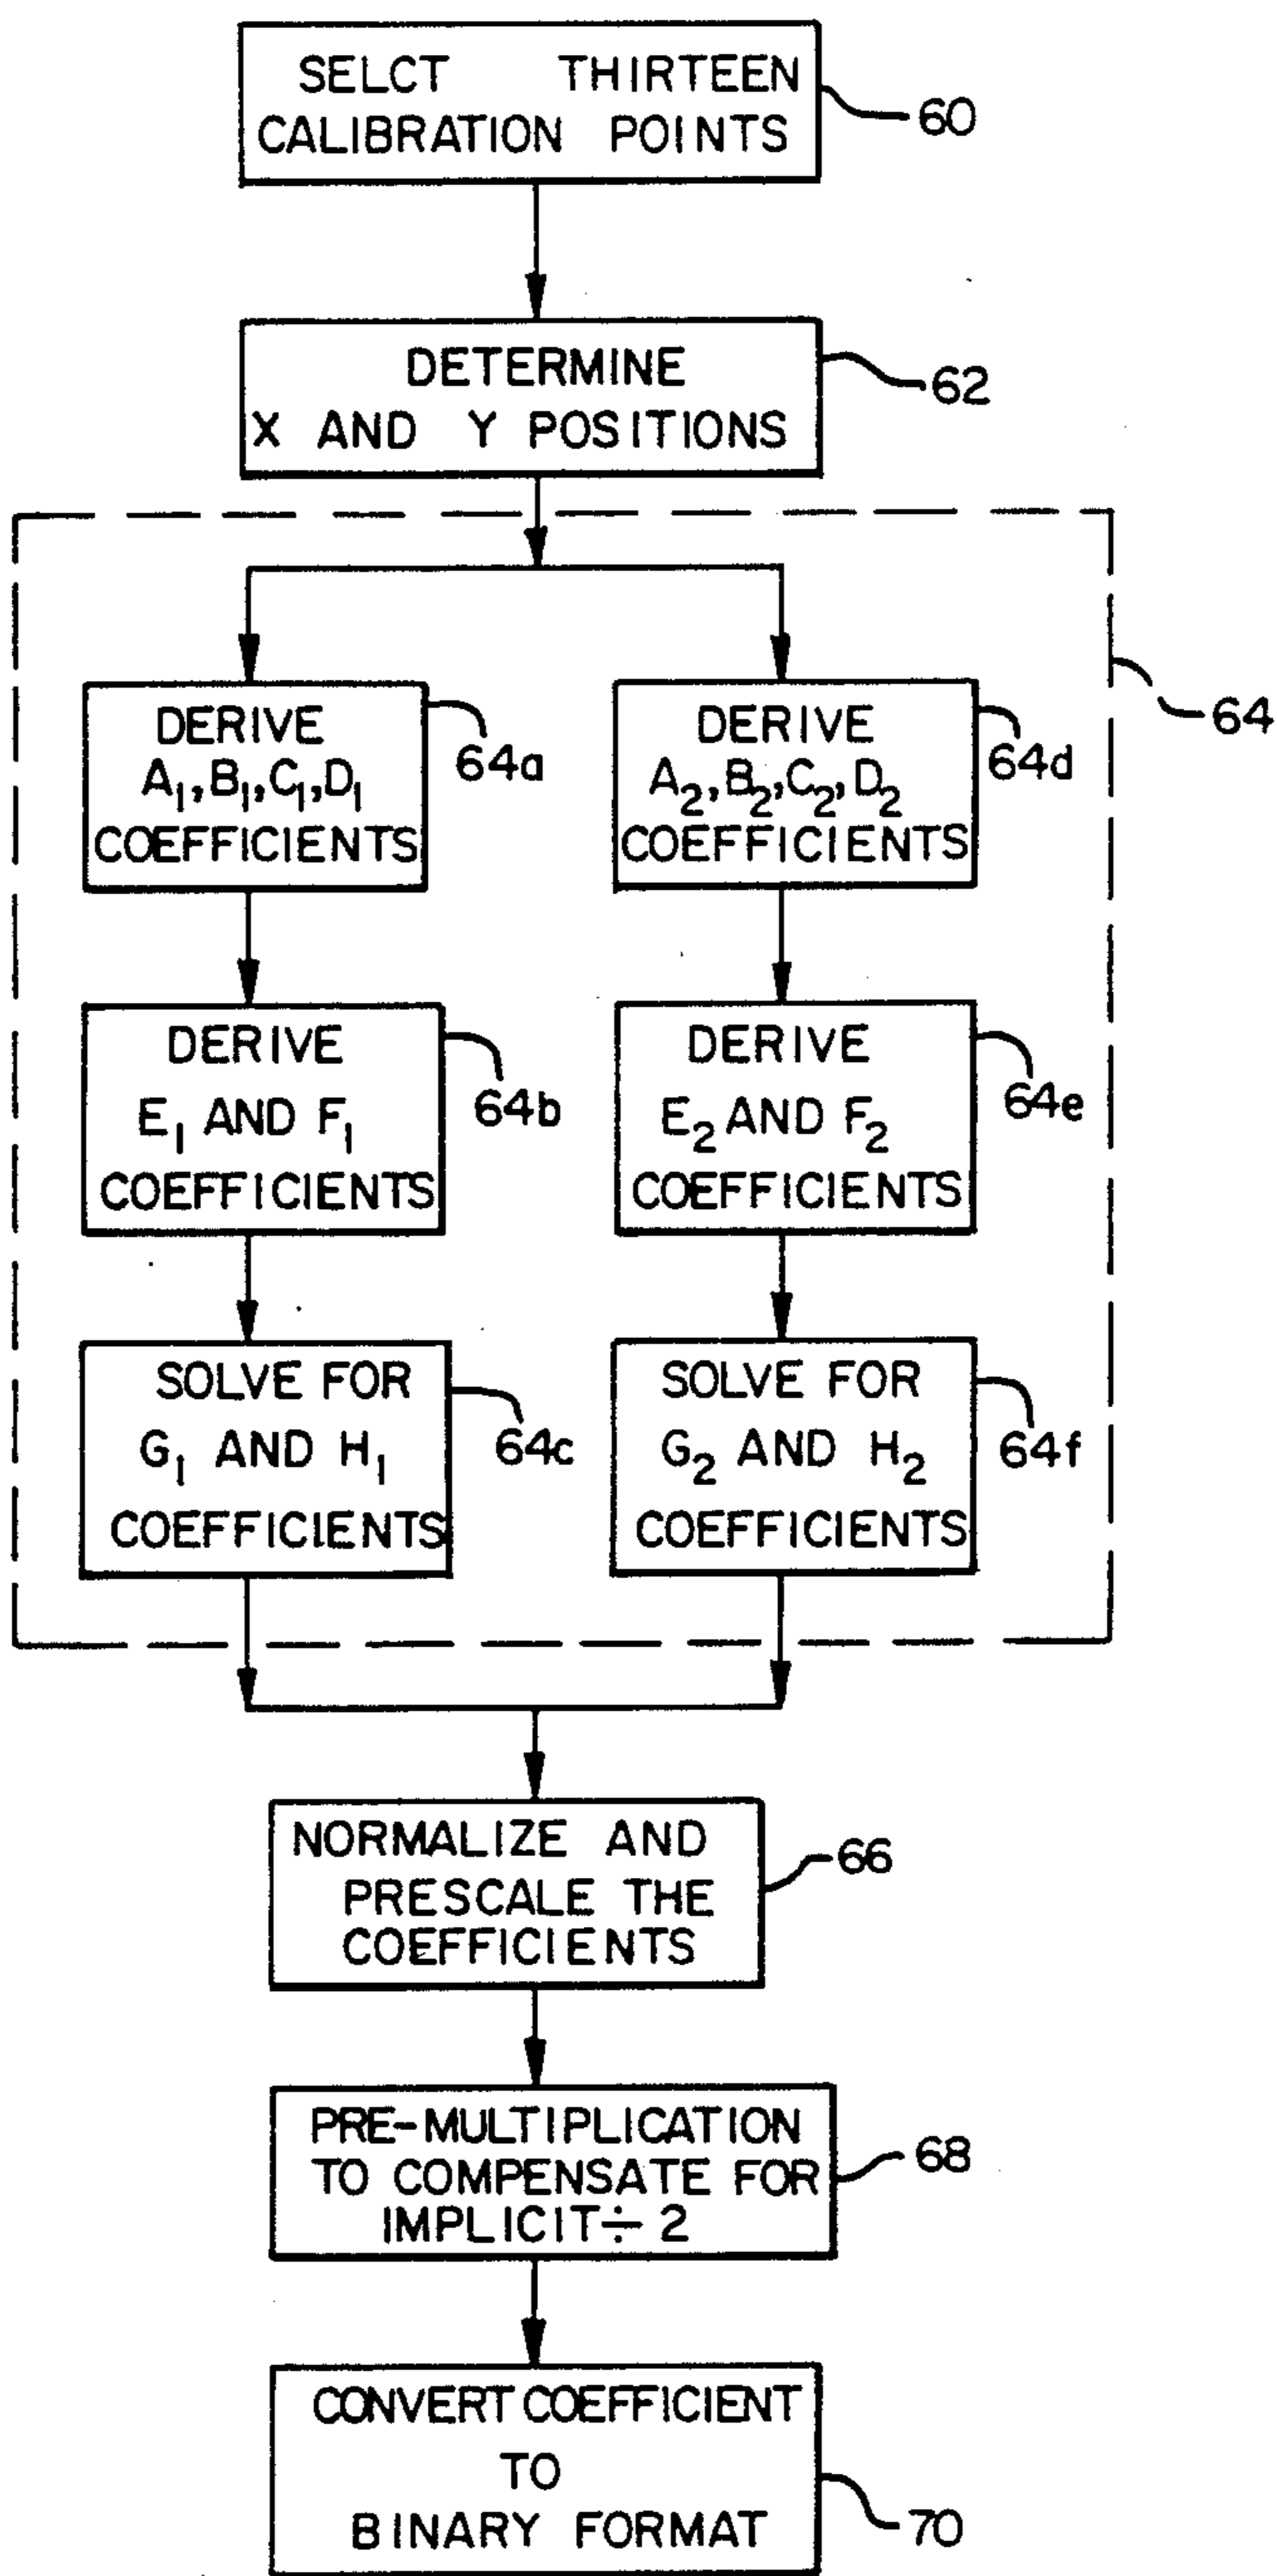 SELCT THIRTEEN
CALIBRATION POINTS
60
DETERMINE
X AND Y POSITIONS
62
64
DERIVE
A₁,B₁,C₁,D₁
COEFFICIENTS
64a
DERIVE
A₂,B₂,C₂,D₂
COEFFICIENTS
64d
DERIVE
E₁ AND F₁
COEFFICIENTS
64b
DERIVE
E₂ AND F₂
COEFFICIENTS
64e
SOLVE FOR
G₁ AND H₁
COEFFICIENTS
64c
SOLVE FOR
G₂ AND H₂
COEFFICIENTS
64f
NORMALIZE AND
PRESCALE THE
COEFFICIENTS
66
PRE-MULTIPLICATION
TO COMPENSATE FOR
IMPLICIT÷2
68
CONVERT COEFFICIENT
TO
BINARY FORMAT
70